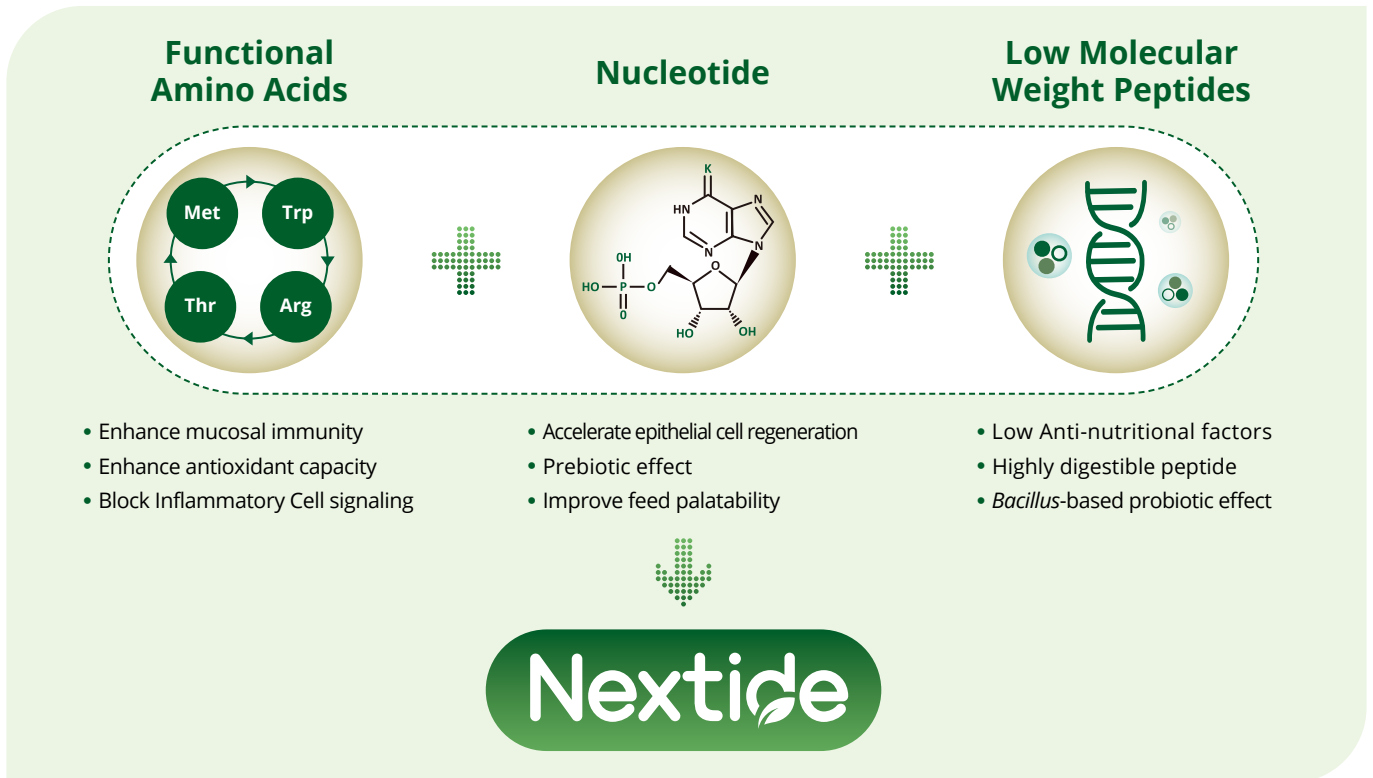 Functional
Amino Acids
Nucleotide
Low Molecular
Weight Peptides
Met
Trp
Thr
Arg
K
HN
N
N
N
O
OH
HO
P
O
O
HO
OH
• Enhance mucosal immunity
• Enhance antioxidant capacity
• Block Inflammatory Cell signaling
• Accelerate epithelial cell regeneration
• Prebiotic effect
• Improve feed palatability
• Low Anti-nutritional factors
• Highly digestible peptide
• Bacillus-based probiotic effect
Nextide